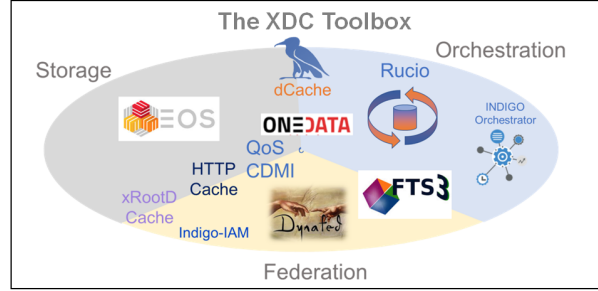 The XDC Toolbox
Storage
Orchestration
dCache
Rucio
INDIGO
Orchestrator
EOS
ONEDATA
QoS
CDMI
HTTP
Cache
xRootD
Cache
FTS3
Dynafed
Indigo-IAM
Federation